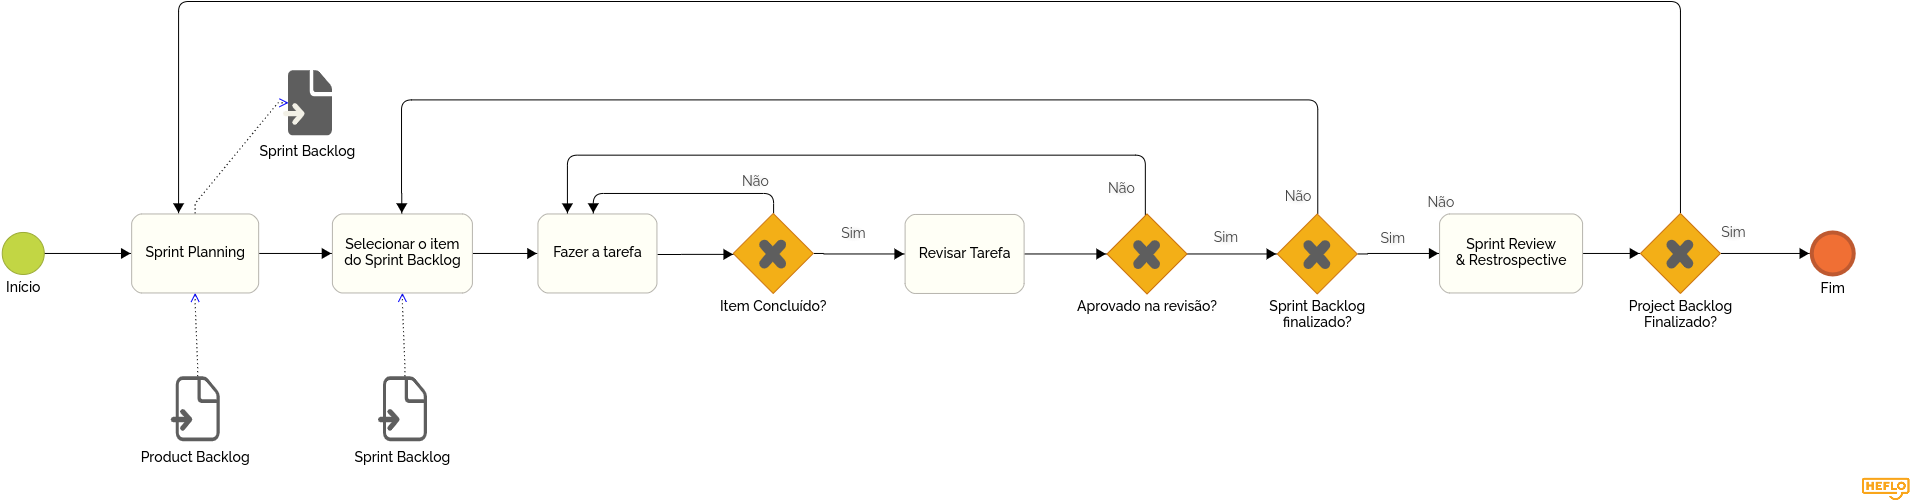 Sprint Backlog
Não
Não
Não
Não
Sim
Sim
Sim
Sim
Início
Sprint Planning
Selecionar o item
do Sprint Backlog
Fazer a tarefa
Item Concluído?
Revisar Tarefa
Aprovado na revisão?
Sprint Backlog
finalizado?
Sprint Review
& Restrospective
Project Backlog
Finalizado?
Fim
Product Backlog
Sprint Backlog
HEFLO